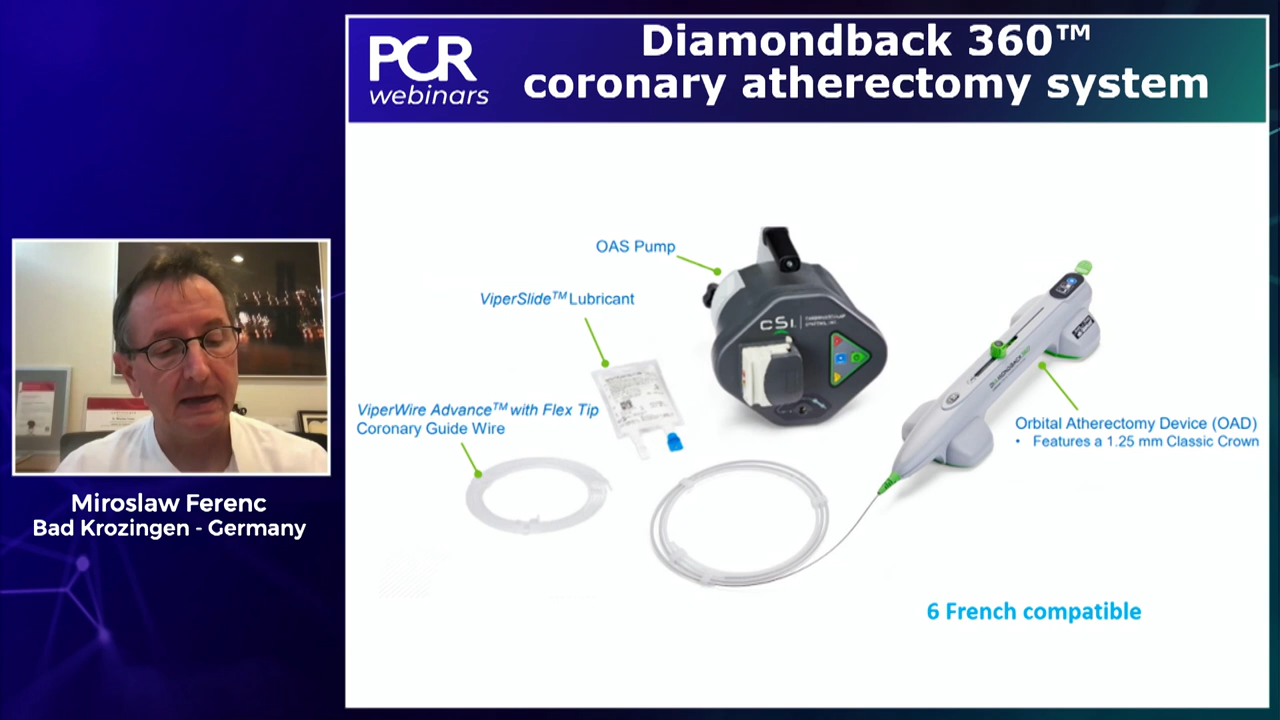 PCR
webinars
Diamondback 360™
coronary atherectomy system
OAS Pump
ViperSlide™ Lubricant
ViperWire Advance™ with Flex Tip
Coronary Guide Wire
CSi.
DIAMONDBACK 360
Orbital Atherectomy Device (OAD)
• Features a 1.25 mm Classic Crown
6 French compatible
Miroslaw Ferenc
Bad Krozingen - Germany